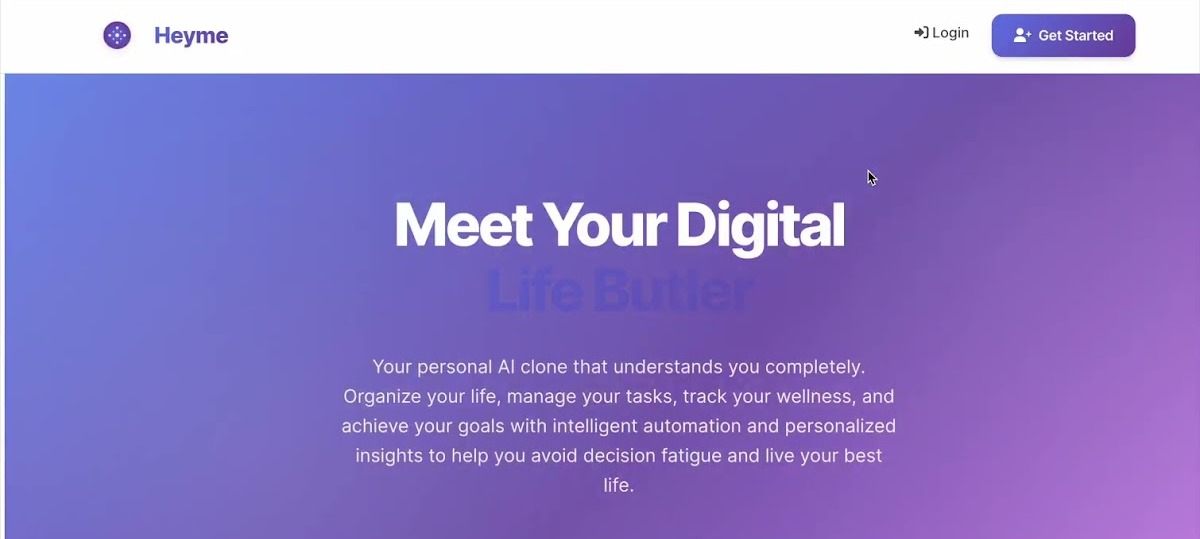 Heyme
Login
Get Started
Meet Your Digital
Life Butler
Your personal AI clone that understands you completely.
Organize your life, manage your tasks, track your wellness, and
achieve your goals with intelligent automation and personalized
insights to help you avoid decision fatigue and live your best
life.